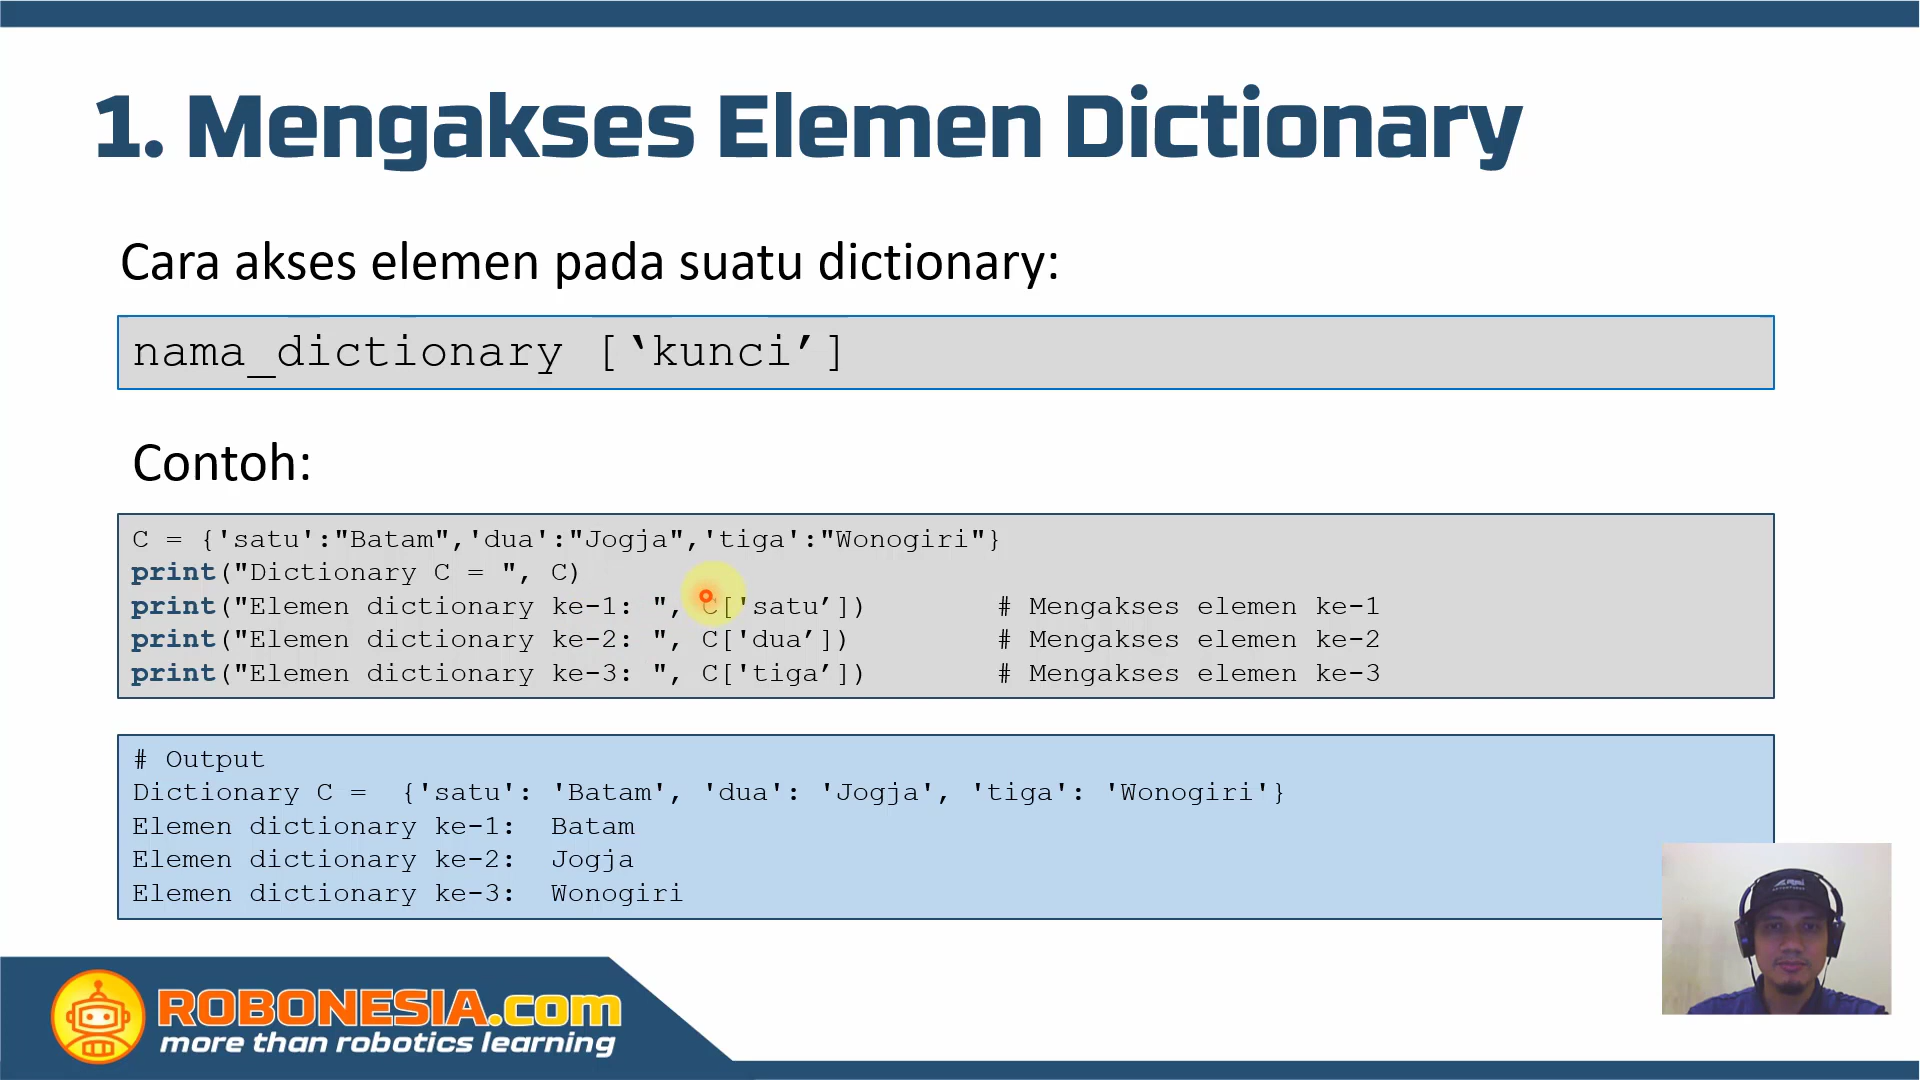 1. Mengakses Elemen Dictionary
Cara akses elemen pada suatu dictionary:
nama_dictionary [‘kunci’]
Contoh:
C = {'satu':"Batam",'dua':"Jogja",'tiga':"Wonogiri"}
print("Dictionary C = ", C)
print("Elemen dictionary ke-1: ", C['satu’]) # Mengakses elemen ke-1
print("Elemen dictionary ke-2: ", C['dua’]) # Mengakses elemen ke-2
print("Elemen dictionary ke-3: ", C['tiga’]) # Mengakses elemen ke-3
# Output
Dictionary C =  {'satu': 'Batam', 'dua': 'Jogja', 'tiga': 'Wonogiri'}
Elemen dictionary ke-1:  Batam
Elemen dictionary ke-2:  Jogja
Elemen dictionary ke-3:  Wonogiri
ROBONESIA.com
more than robotics learning